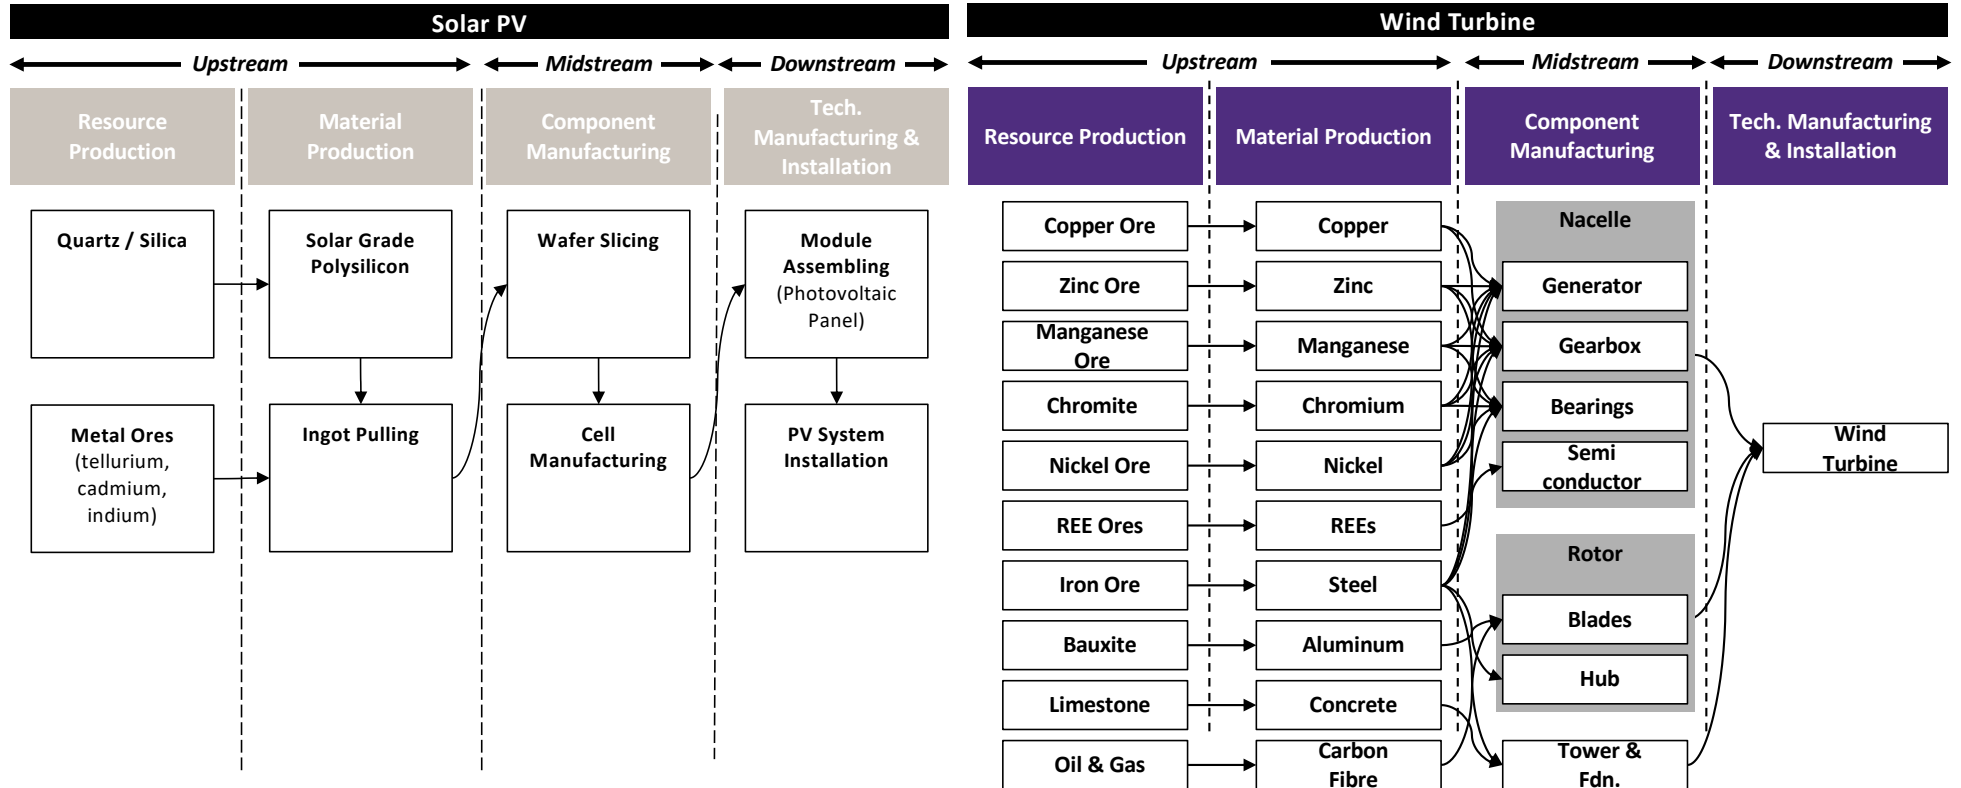 Solar PV
Upstream
Midstream
Downstream
Resource
Production
Material
Production
Component
Manufacturing
Tech.
Manufacturing &
Installation
Quartz / Silica
Solar Grade
Polysilicon
Wafer Slicing
Module
Assembling
(Photovoltaic
Panel)
Metal Ores
(tellurium,
cadmium,
indium)
Ingot Pulling
Cell
Manufacturing
PV System
Installation
Wind Turbine
Upstream
Midstream
Downstream
Resource Production
Material Production
Component
Manufacturing
Tech. Manufacturing
& Installation
Copper Ore
Copper
Nacelle
Zinc Ore
Zinc
Generator
Manganese
Ore
Manganese
Gearbox
Chromite
Chromium
Bearings
Nickel Ore
Nickel
Semi
conductor
Wind
Turbine
REE Ores
REEs
Rotor
Iron Ore
Steel
Blades
Bauxite
Aluminum
Hub
Limestone
Concrete
Oil & Gas
Carbon
Fibre
Tower &
Fdn.